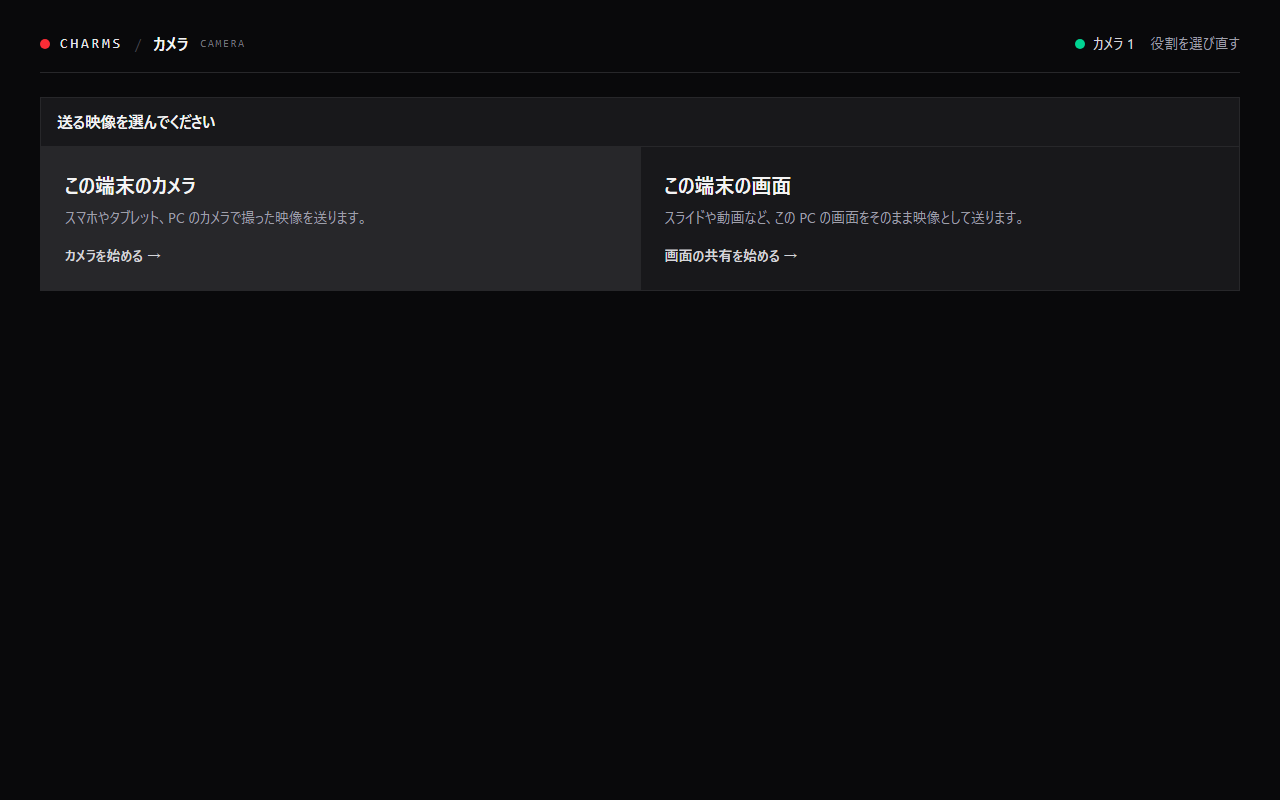 CHARMS / カメラ CAMERA
カメラ 1 役割を選び直す
送る映像を選んでください
この端末のカメラ
スマホやタブレット、PC のカメラで撮った映像を送ります。
カメラを始める →
この端末の画面
スライドや動画など、この PC の画面をそのまま映像として送ります。
画面の共有を始める →